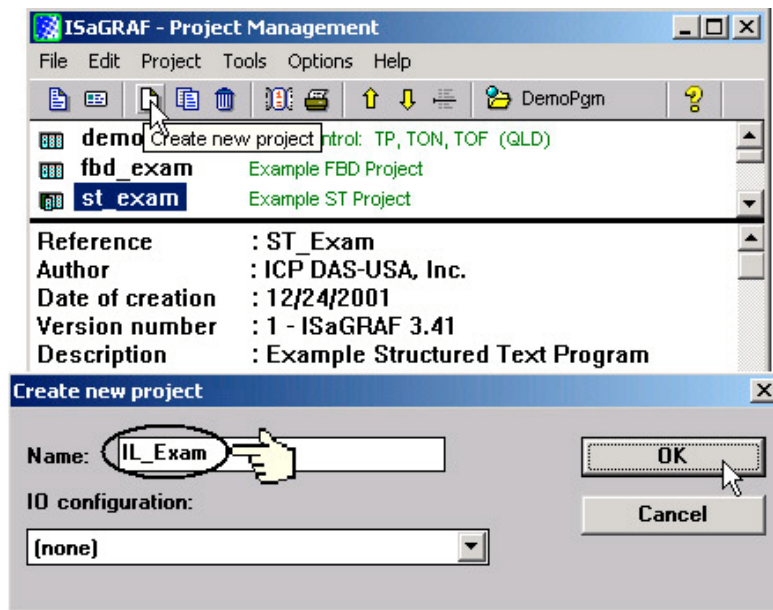 ISaGRAF - Project Management
File Edit Project Tools Options Help
DemoPgm
demo ntrol: TP, TON, TOF (QLD)
Create new project
fbd_exam Example FBD Project
st_exam Example ST Project
Reference : ST_Exam
Author : ICP DAS-USA, Inc.
Date of creation : 12/24/2001
Version number : 1 - ISaGRAF 3.41
Description : Example Structured Text Program
Create new project
Name: IL_Exam
OK
IO configuration:
Cancel
(none)